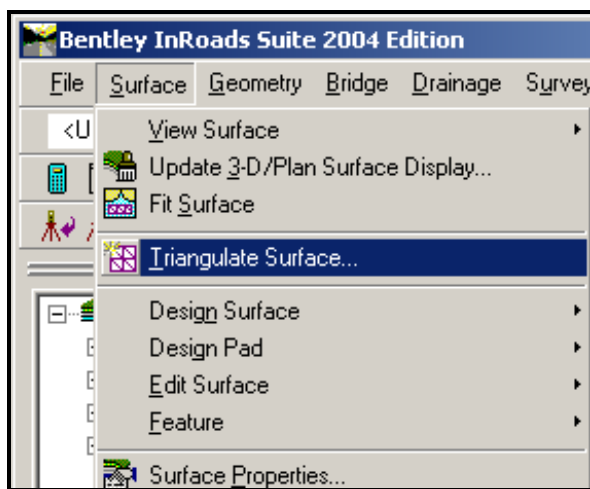 Bentley InRoads Suite 2004 Edition
File Surface Geometry Bridge Drainage Survey
<U
View Surface
Update 3-D/Plan Surface Display...
Fit Surface
Triangulate Surface...
Design Surface
Design Pad
Edit Surface
Feature
Surface Properties...